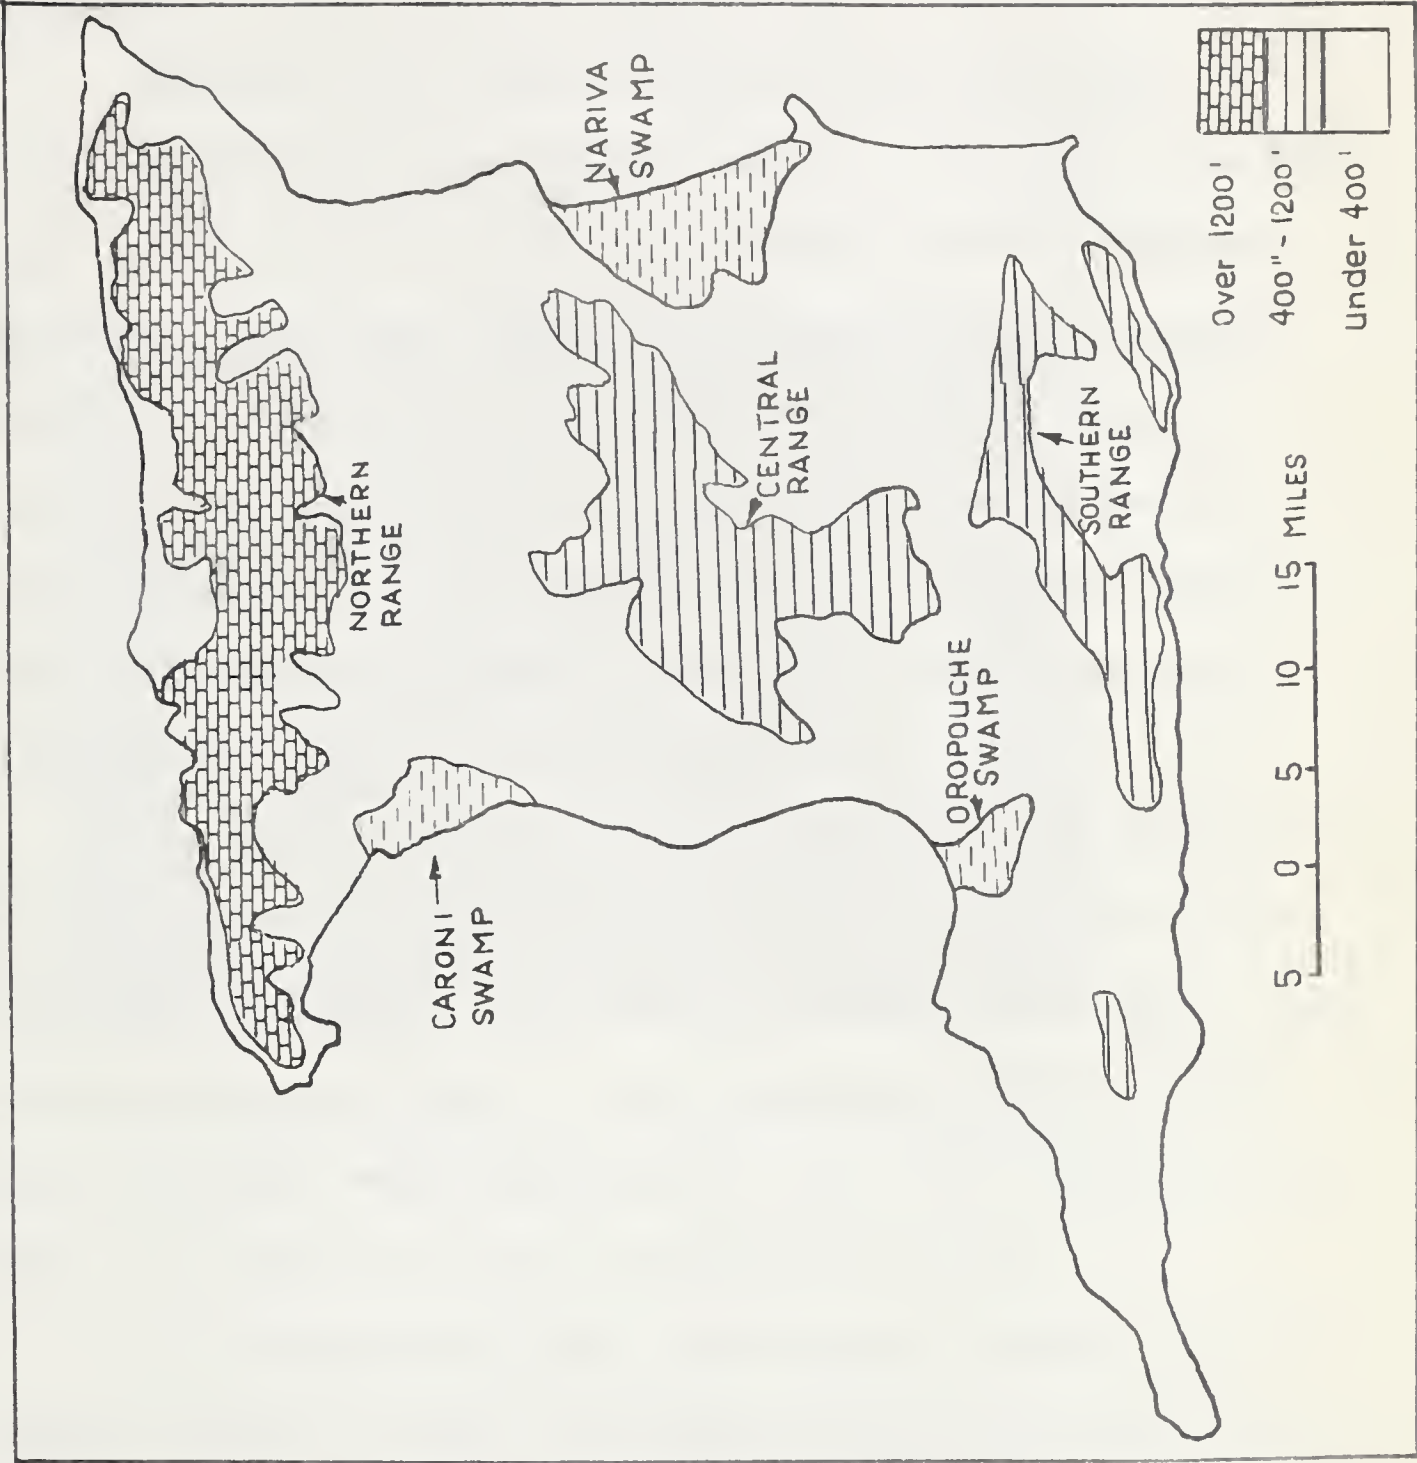 NORTHERN
RANGE
NARIVA
SWAMP
CARONI
SWAMP
CENTRAL
RANGE
OROPOUCHE
SWAMP
SOUTHERN
RANGE
Over 1200'
400"-1200'
under 400'
5 0 5 10 15 MILES